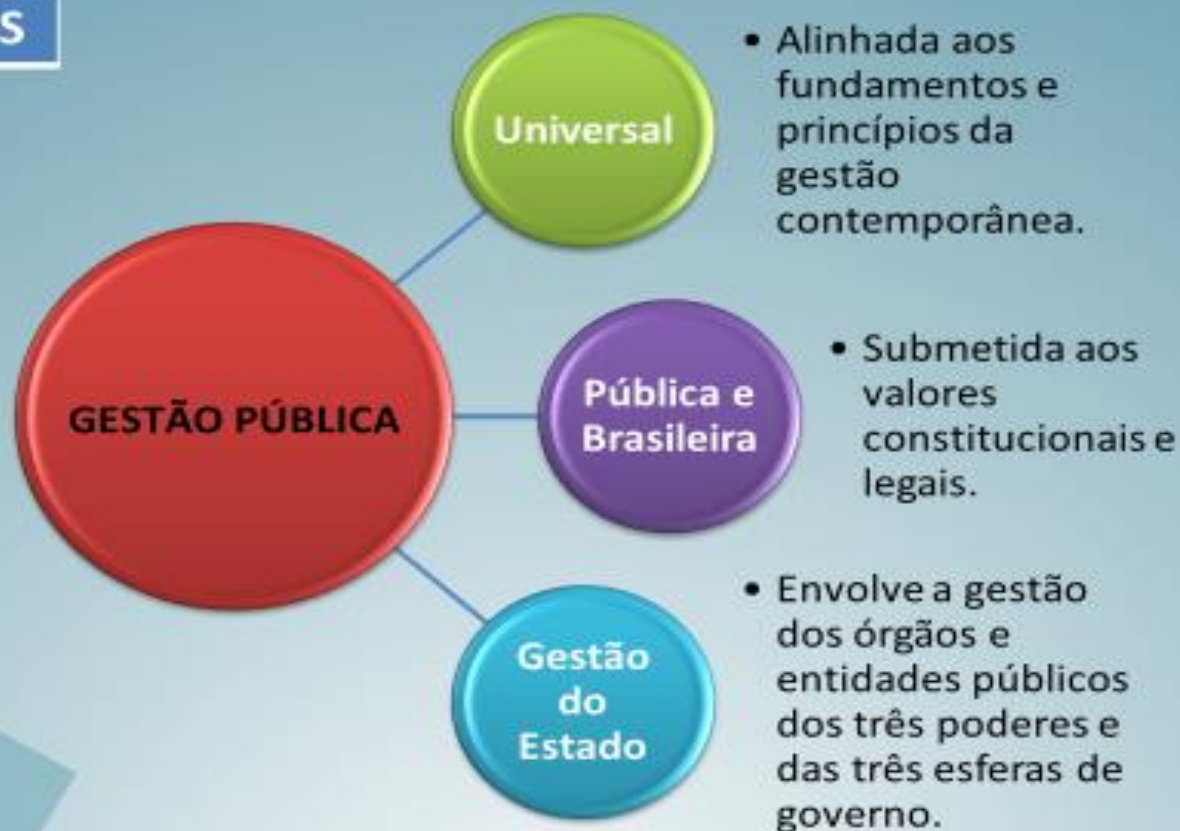 S
GESTÃO PÚBLICA
Universal
• Alinhada aos
fundamentos e
princípios da
gestão
contemporânea.
Pública e
Brasileira
• Submetida aos
valores
constitucionais e
legais.
Gestão
do
Estado
• Envolve a gestão
dos órgãos e
entidades públicos
dos três poderes e
das três esferas de
governo.